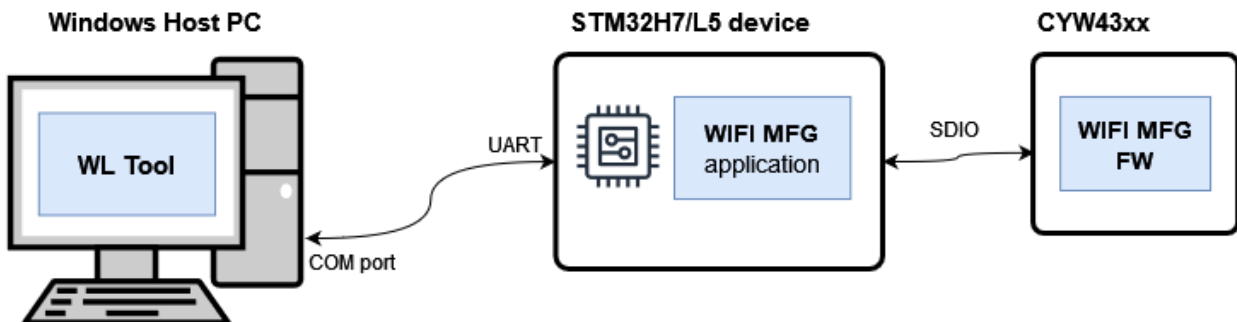 Windows Host PC
STM32H7/L5 device
CYW43xx
WL Tool
UART
COM port
WIFI MFG
application
SDIO
WIFI MFG
FW